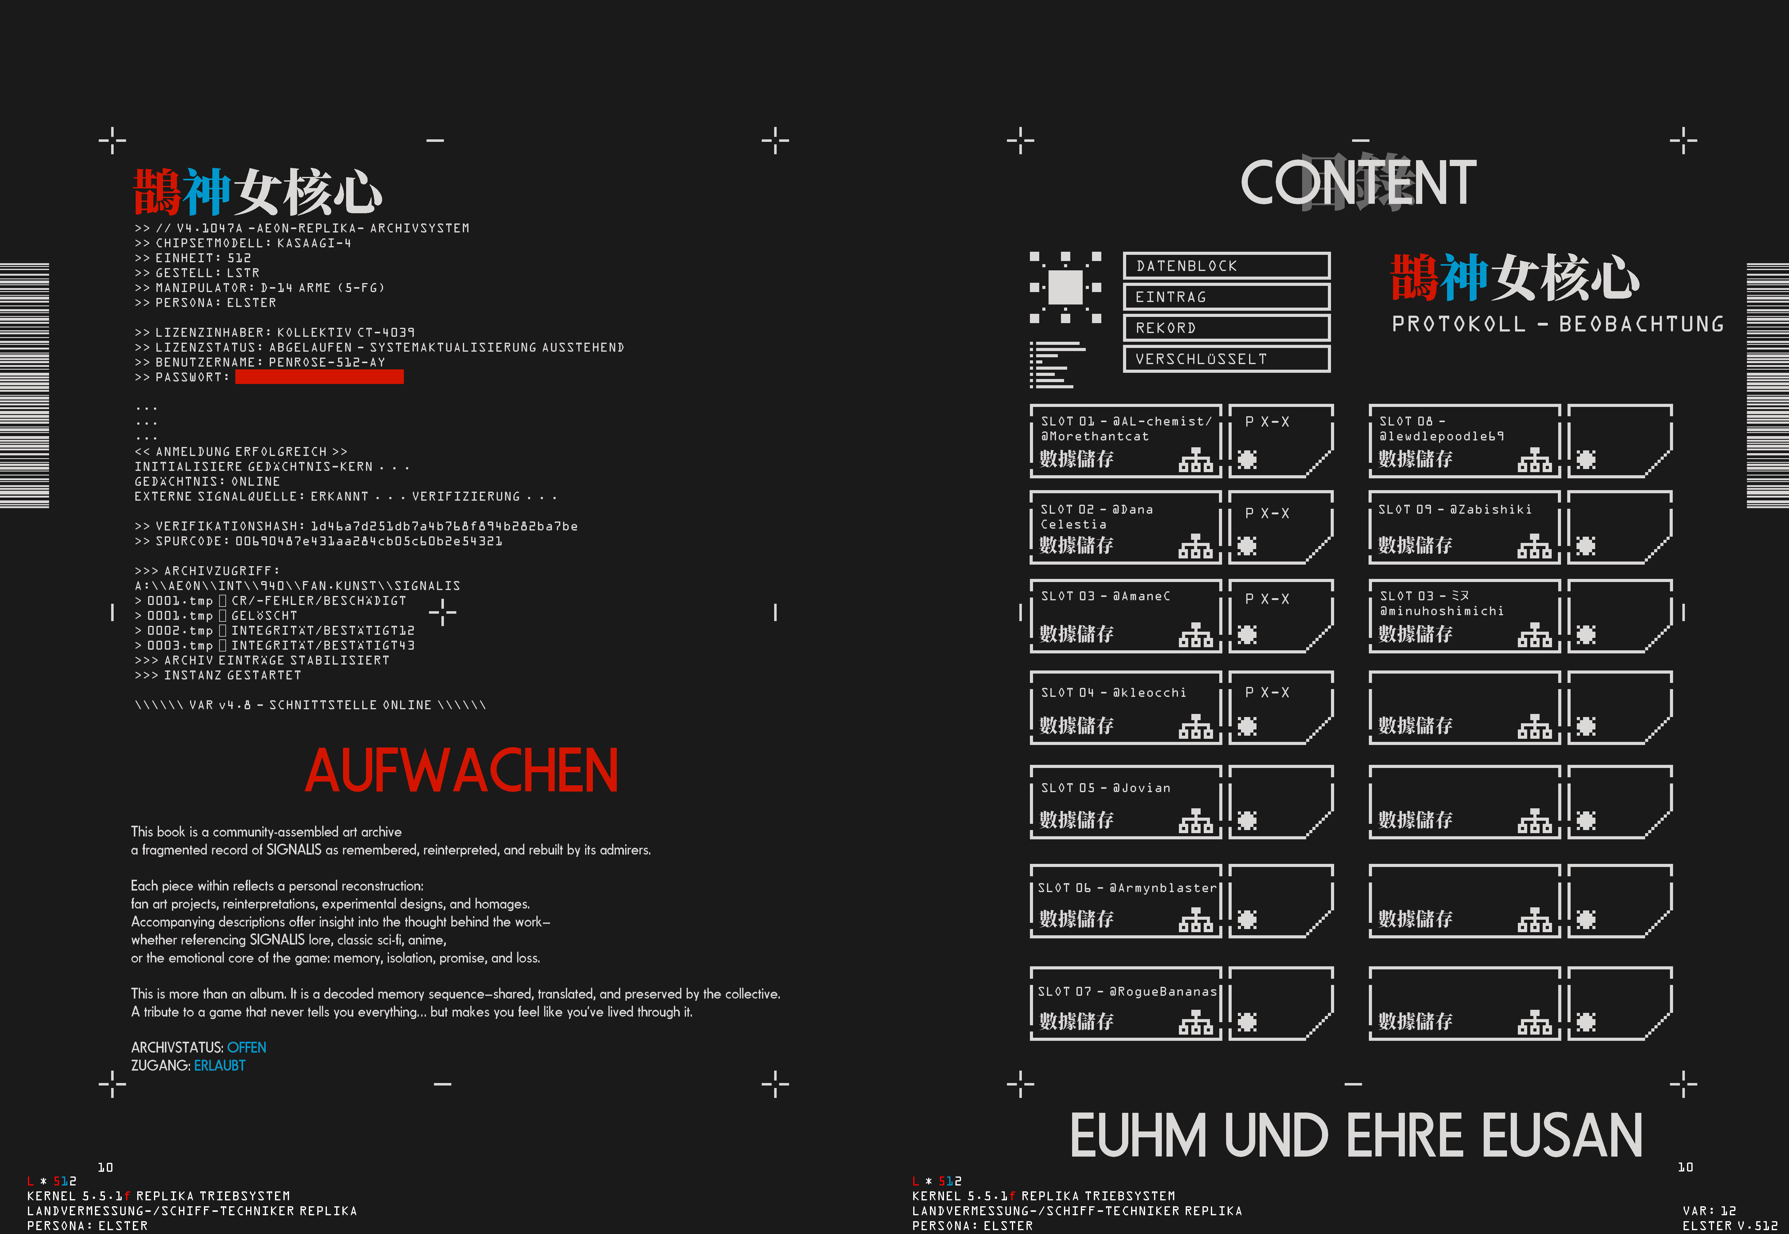 鵲神女核心
>> // V4.1047A -AEON-REPLIKA- ARCHIVSYSTEM
>> CHIPSETMODELL: KASAAGI-4
>> EINHEIT: 512
>> GESTELL: LSTR
>> MANIPULATOR: D-14 ARME (5-FG)
>> PERSONA: ELSTER
>> LIZENZINHABER: KOLLEKTIV CT-4039
>> LIZENZSTATUS: ABGELAUFEN - SYSTEMAKTUALISIERUNG AUSSTEHEND
>> BENUTZERNAME: PENROSE-512-AY
>> PASSWORT:
...
...
...
<< ANMELDUNG ERFOLGREICH >>
INITIALISIERE GEDÄCHTNIS-KERN . . .
GEDÄCHTNIS: ONLINE
EXTERNE SIGNALQUELLE: ERKANNT . . . VERIFIZIERUNG . . .
>> VERIFIKATIONSHASH: 1d46a7d251db7a4b768f894b282ba7be
>> SPURCODE: 00690487e431aa284cb05c60b2e54321
>>> ARCHIVZUGRIFF:
A:\\AEON\\INT\\940\\FAN.KUNST\\SIGNALIS
> 0001.tmp CR/-FEHLER/BESCHÄDIGT
> 0001.tmp GELÖSCHT
> 0002.tmp INTEGRITÄT/BESTÄTIGT12
> 0003.tmp INTEGRITÄT/BESTÄTIGT43
>>> ARCHIV EINTRÄGE STABILISIERT
>>> INSTANZ GESTARTET
\\\\\\ VAR v4.8 - SCHNITTSTELLE ONLINE \\\\\\
AUFWACHEN
This book is a community-assembled art archive
a fragmented record of SIGNALIS as remembered, reinterpreted, and rebuilt by its admirers.
Each piece within reflects a personal reconstruction:
fan art projects, reinterpretations, experimental designs, and homages.
Accompanying descriptions offer insight into the thought behind the work—
whether referencing SIGNALIS lore, classic sci-fi, anime,
or the emotional core of the game: memory, isolation, promise, and loss.
This is more than an album. It is a decoded memory sequence—shared, translated, and preserved by the collective.
A tribute to a game that never tells you everything... but makes you feel like you've lived through it.
ARCHIVSTATUS: OFFEN
ZUGANG: ERLAUBT
10
L * 512
KERNEL 5.5.1f REPLIKA TRIEBSYSTEM
LANDVERMESSUNG-/SCHIFF-TECHNIKER REPLIKA
PERSONA: ELSTER
目錄
CONTENT
DATENBLOCK
EINTRAG
REKORD
VERSCHLÜSSELT
鵲神女核心
PROTOKOLL - BEOBACHTUNG
SLOT 01 - @AL-chemist/
@Morethantcat
數據儲存
P X-X
SLOT 02 - @Dana
Celestia
數據儲存
P X-X
SLOT 03 - @AmaneC
數據儲存
P X-X
SLOT 04 - @kleocchi
數據儲存
P X-X
SLOT 05 - @Jovian
數據儲存
SLOT 06 - @Armynblaster
數據儲存
SLOT 07 - @RogueBananas
數據儲存
SLOT 08 -
@lewdlepoodle69
數據儲存
SLOT 09 - @Zabishiki
數據儲存
SLOT 03 - ミヌ
@minuhoshimichi
數據儲存
數據儲存
數據儲存
數據儲存
數據儲存
EUHM UND EHRE EUSAN
10
L * 512
KERNEL 5.5.1f REPLIKA TRIEBSYSTEM
LANDVERMESSUNG-/SCHIFF-TECHNIKER REPLIKA
PERSONA: ELSTER
VAR: 12
ELSTER V.512